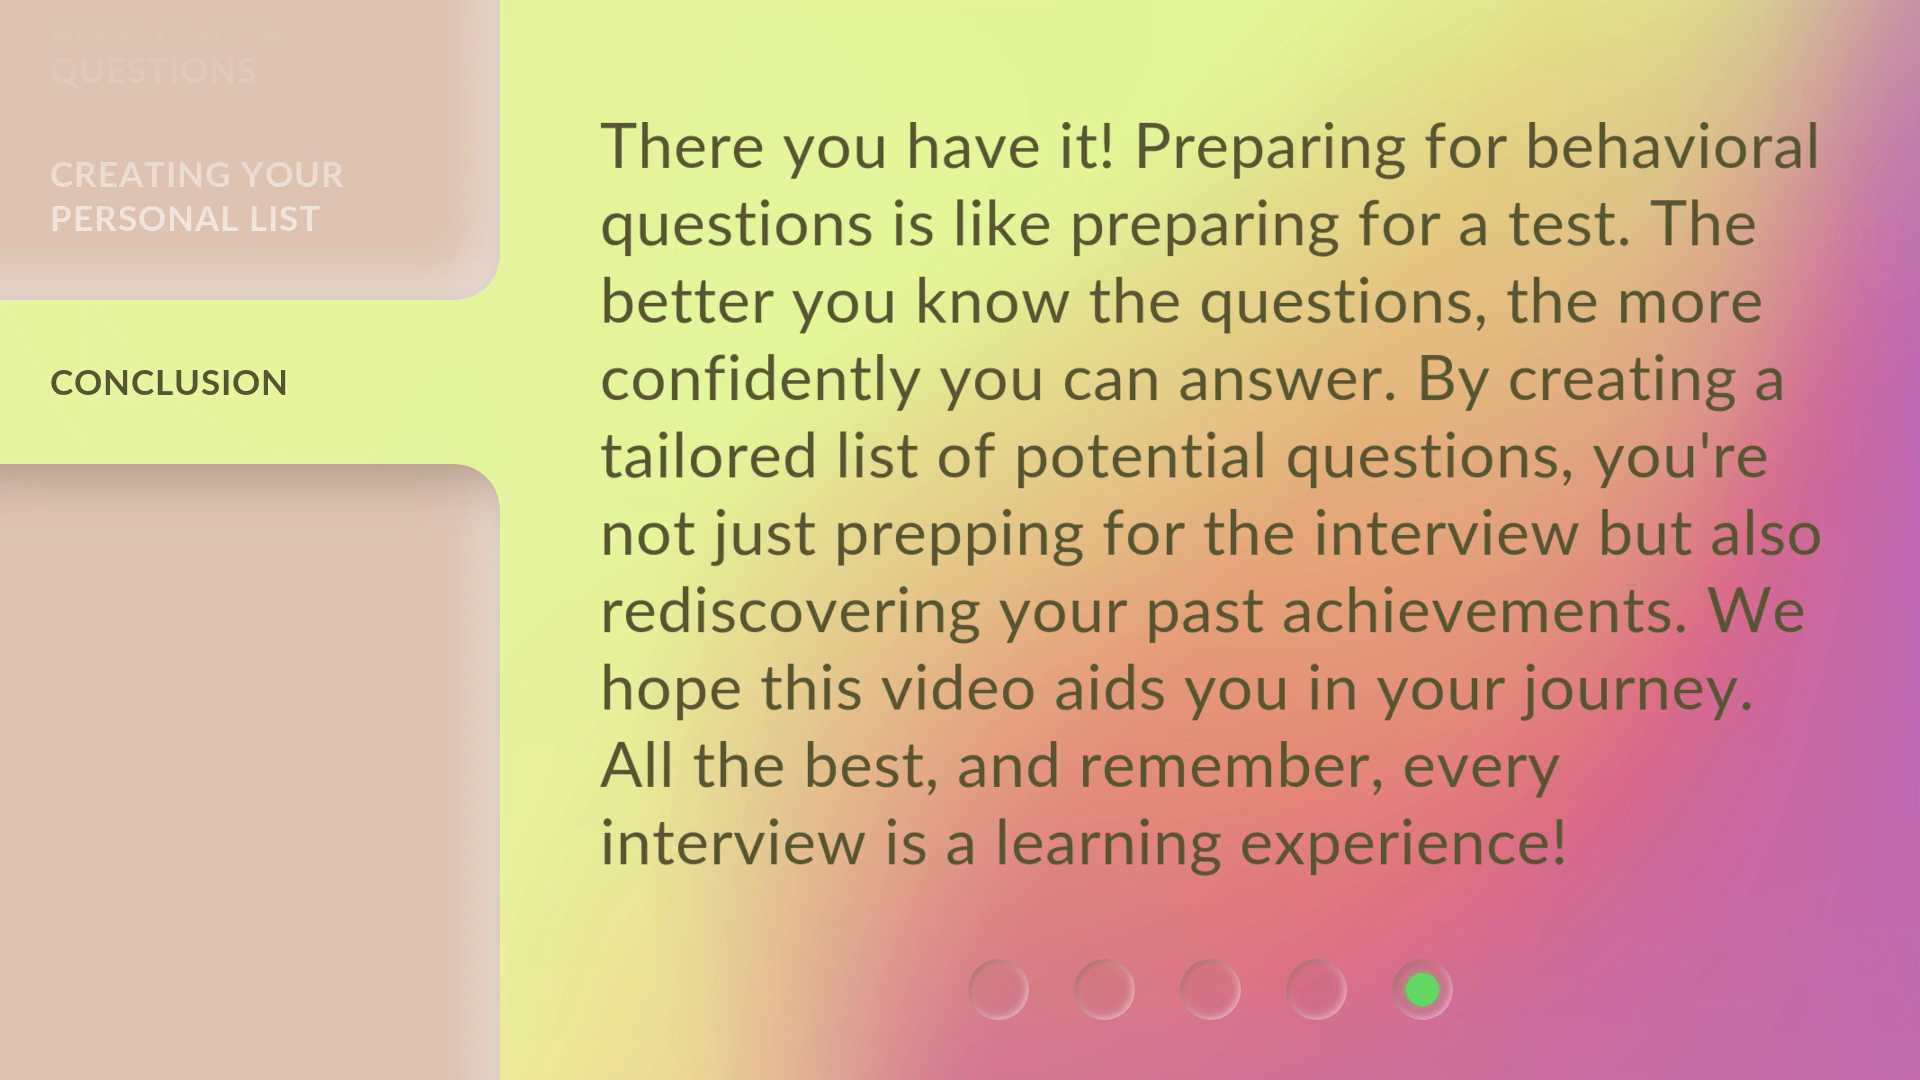 BEHAVIORAL
QUESTIONS
CREATING YOUR
PERSONAL LIST
CONCLUSION
There you have it! Preparing for behavioral
questions is like preparing for a test. The
better you know the questions, the more
confidently you can answer. By creating a
tailored list of potential questions, you're
not just prepping for the interview but also
rediscovering your past achievements. We
hope this video aids you in your journey.
All the best, and remember, every
interview is a learning experience!